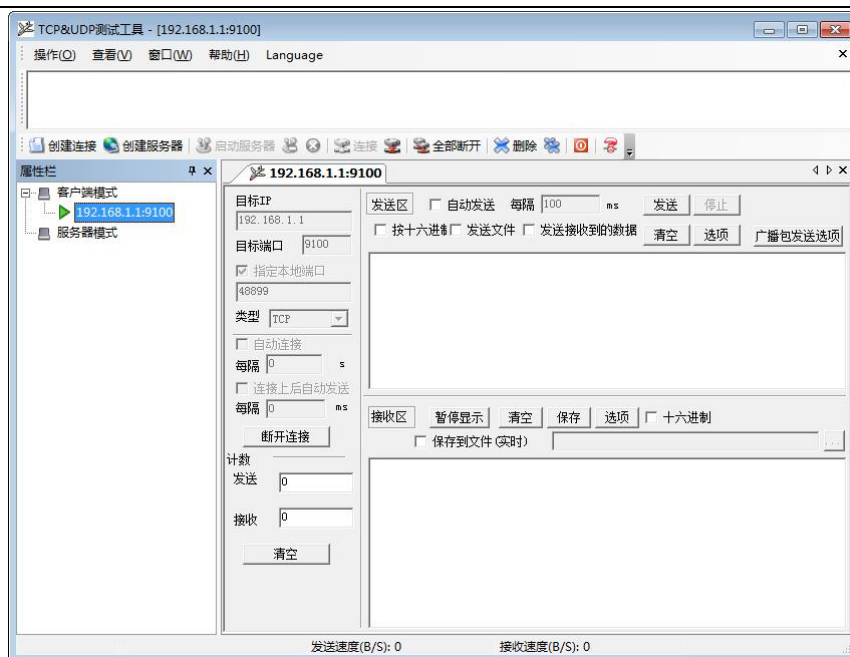 TCP&UDP测试工具 - [192.168.1.1:9100]
操作(O) 查看(V) 窗口(W) 帮助(H) Language
创建连接 创建服务器 启动服务器 连接 全部断开 删除
属性栏
客户端模式
192.168.1.1:9100
服务器模式
192.168.1.1:9100
目标IP
192.168.1.1
目标端口 9100
指定本地端口
48899
类型 TCP
自动连接
每隔 0 s
连接上后自动发送
每隔 0 ms
断开连接
计数
发送 0
接收 0
清空
发送区 自动发送 每隔 100 ms 发送 停止
按十六进制 发送文件 发送接收到的数据 清空 选项 广播包发送选项
接收区 暂停显示 清空 保存 选项 十六进制
保存到文件(实时) ...
发送速度(B/S): 0 接收速度(B/S): 0